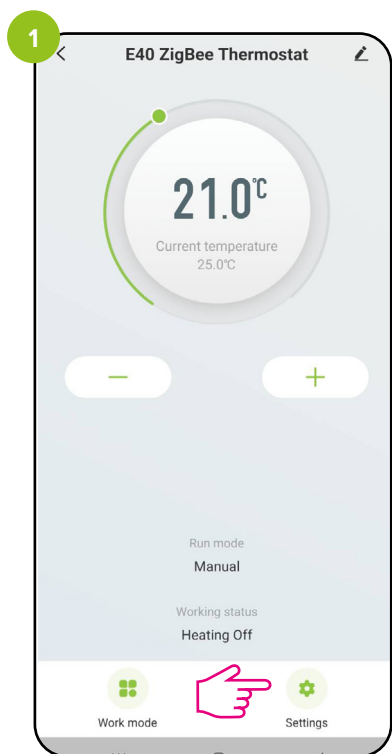 1
E40 ZigBee Thermostat
21.0℃
Current temperature
25.0℃
Run mode
Manual
Working status
Heating Off
Work mode
Settings